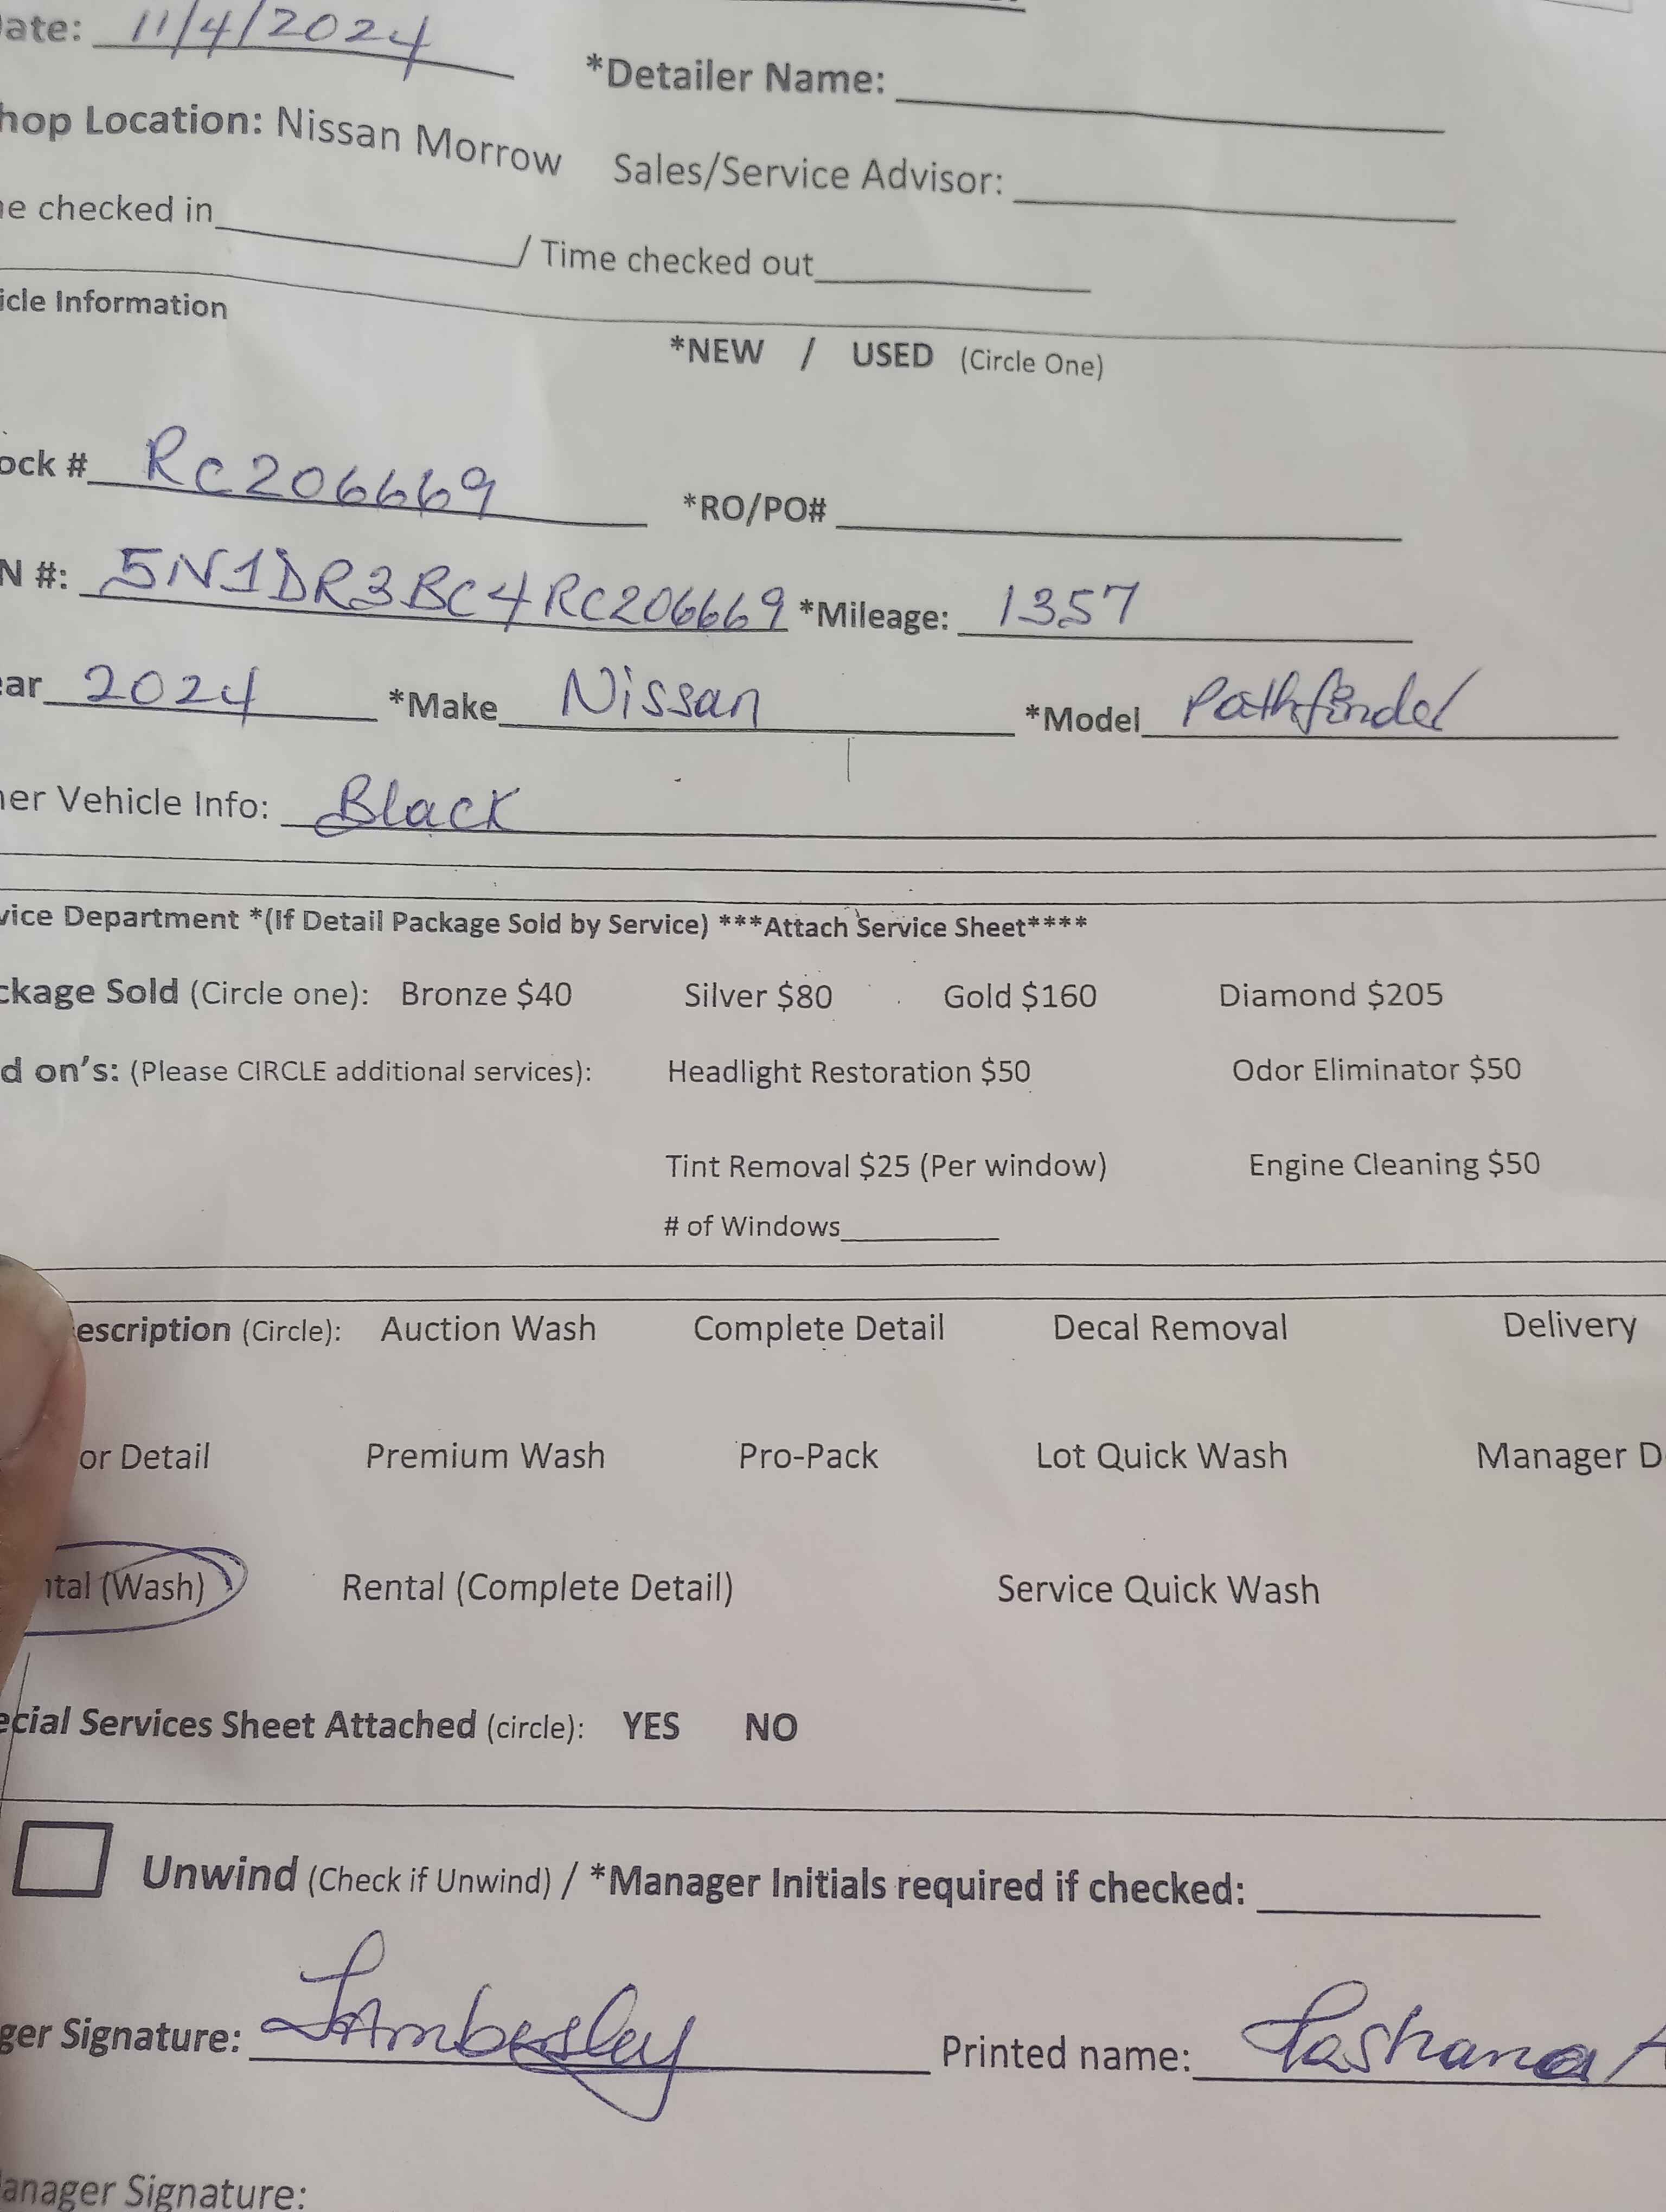 ate: 11/4/2024 *Detailer Name:
hop Location: Nissan Morrow Sales/Service Advisor:
e checked in / Time checked out
icle Information
*NEW / USED (Circle One)
ock # RC206669 *RO/PO#
N #: 5N1DR3BC4RC206669 *Mileage: 1357
ar 2024 *Make Nissan *Model Pathfinder
er Vehicle Info: Black
vice Department *(If Detail Package Sold by Service) ***Attach Service Sheet****
ckage Sold (Circle one): Bronze $40 Silver $80 Gold $160 Diamond $205
d on's: (Please CIRCLE additional services): Headlight Restoration $50 Odor Eliminator $50
Tint Removal $25 (Per window) Engine Cleaning $50
# of Windows
escription (Circle): Auction Wash Complete Detail Decal Removal Delivery
or Detail Premium Wash Pro-Pack Lot Quick Wash Manager D
tal (Wash) Rental (Complete Detail) Service Quick Wash
ecial Services Sheet Attached (circle): YES NO
Unwind (Check if Unwind) / *Manager Initials required if checked:
ger Signature: Printed name: Tashana A
anager Signature: